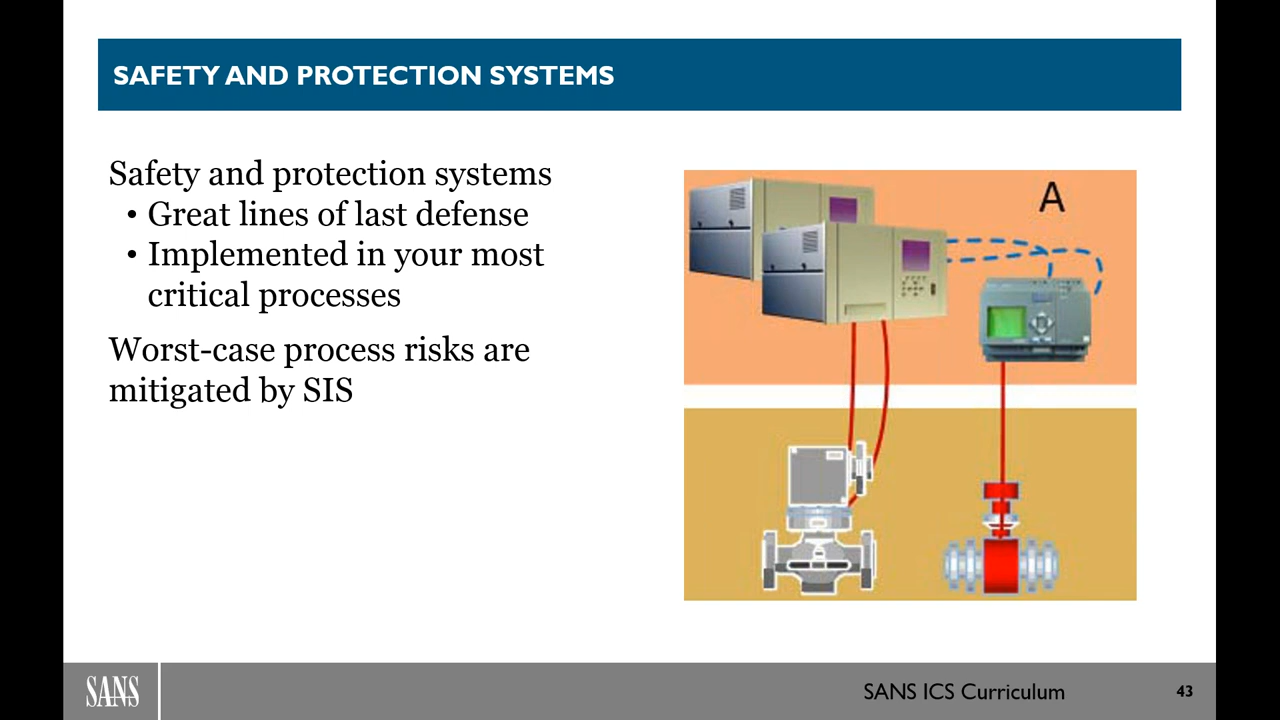 SAFETY AND PROTECTION SYSTEMS
Safety and protection systems
• Great lines of last defense
• Implemented in your most
critical processes
Worst-case process risks are
mitigated by SIS
A
SANS
SANS ICS Curriculum
43